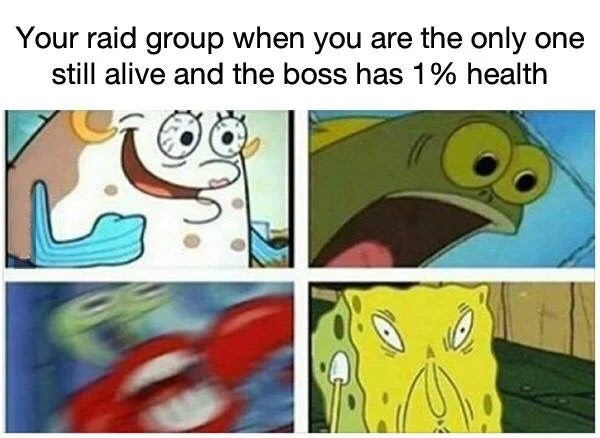 Your raid group when you are the only one
still alive and the boss has 1% health